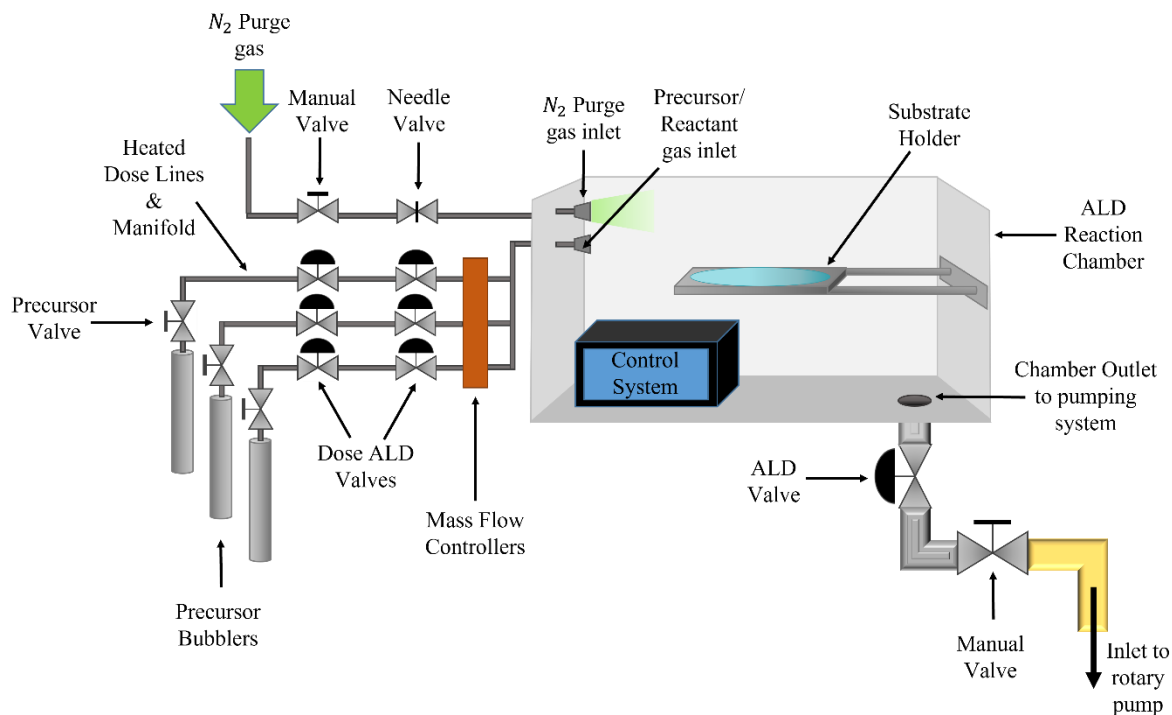 N₂ Purge
gas
Manual
Valve
Needle
Valve
N₂ Purge
gas inlet
Precursor/
Reactant
gas inlet
Substrate
Holder
Heated
Dose Lines
&
Manifold
ALD
Reaction
Chamber
Precursor
Valve
Control
System
Chamber Outlet
to pumping
system
Dose ALD
Valves
ALD
Valve
Mass Flow
Controllers
Precursor
Bubblers
Manual
Valve
Inlet to
rotary
pump